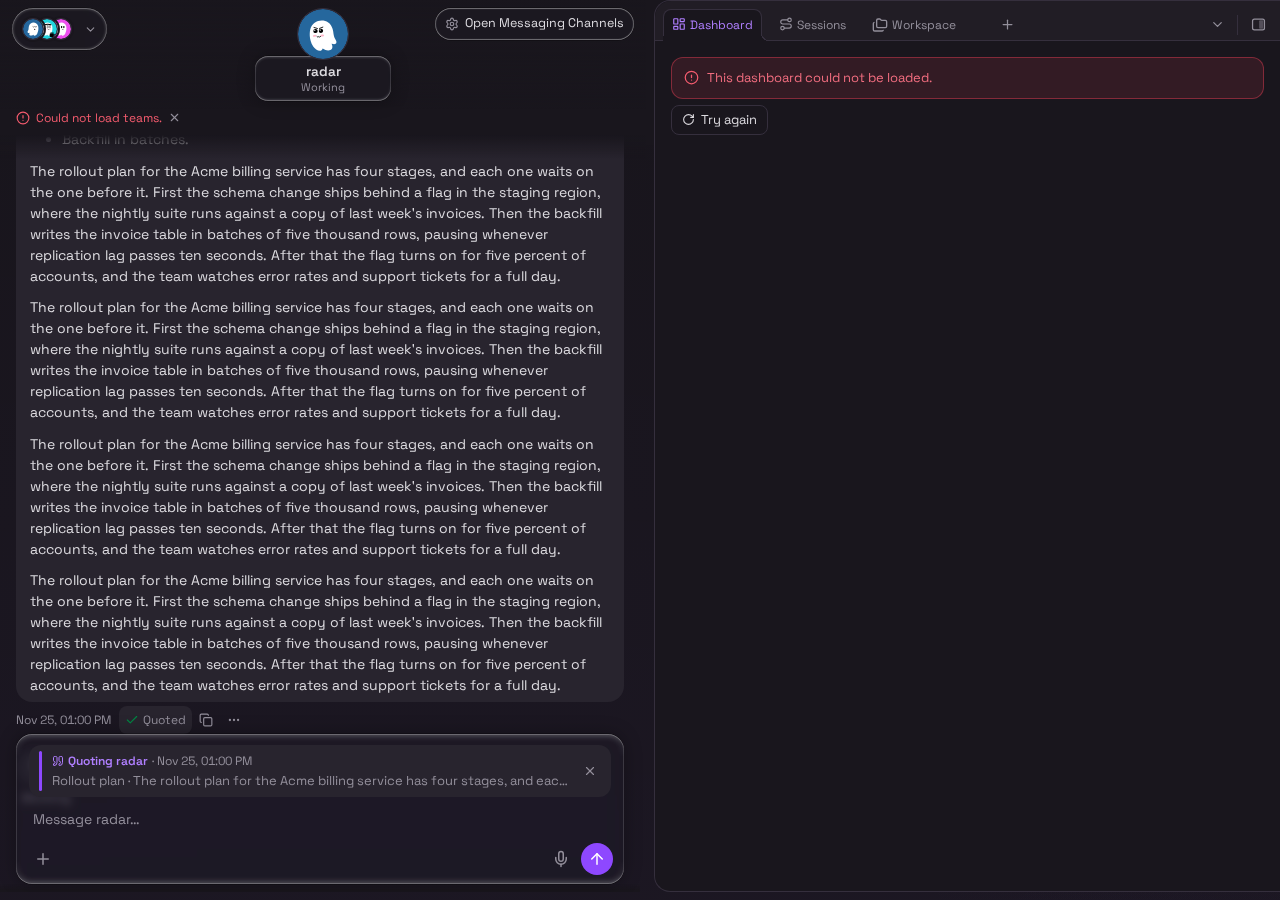 Open Messaging Channels
radar
Working
Could not load teams.
Backfill in batches.
The rollout plan for the Acme billing service has four stages, and each one waits on
the one before it. First the schema change ships behind a flag in the staging region,
where the nightly suite runs against a copy of last week's invoices. Then the backfill
writes the invoice table in batches of five thousand rows, pausing whenever
replication lag passes ten seconds. After that the flag turns on for five percent of
accounts, and the team watches error rates and support tickets for a full day.
The rollout plan for the Acme billing service has four stages, and each one waits on
the one before it. First the schema change ships behind a flag in the staging region,
where the nightly suite runs against a copy of last week's invoices. Then the backfill
writes the invoice table in batches of five thousand rows, pausing whenever
replication lag passes ten seconds. After that the flag turns on for five percent of
accounts, and the team watches error rates and support tickets for a full day.
The rollout plan for the Acme billing service has four stages, and each one waits on
the one before it. First the schema change ships behind a flag in the staging region,
where the nightly suite runs against a copy of last week's invoices. Then the backfill
writes the invoice table in batches of five thousand rows, pausing whenever
replication lag passes ten seconds. After that the flag turns on for five percent of
accounts, and the team watches error rates and support tickets for a full day.
The rollout plan for the Acme billing service has four stages, and each one waits on
the one before it. First the schema change ships behind a flag in the staging region,
where the nightly suite runs against a copy of last week's invoices. Then the backfill
writes the invoice table in batches of five thousand rows, pausing whenever
replication lag passes ten seconds. After that the flag turns on for five percent of
accounts, and the team watches error rates and support tickets for a full day.
Nov 25, 01:00 PM Quoted
Quoting radar · Nov 25, 01:00 PM
Rollout plan · The rollout plan for the Acme billing service has four stages, and eac…
Message radar…
Dashboard Sessions Workspace
This dashboard could not be loaded.
Try again